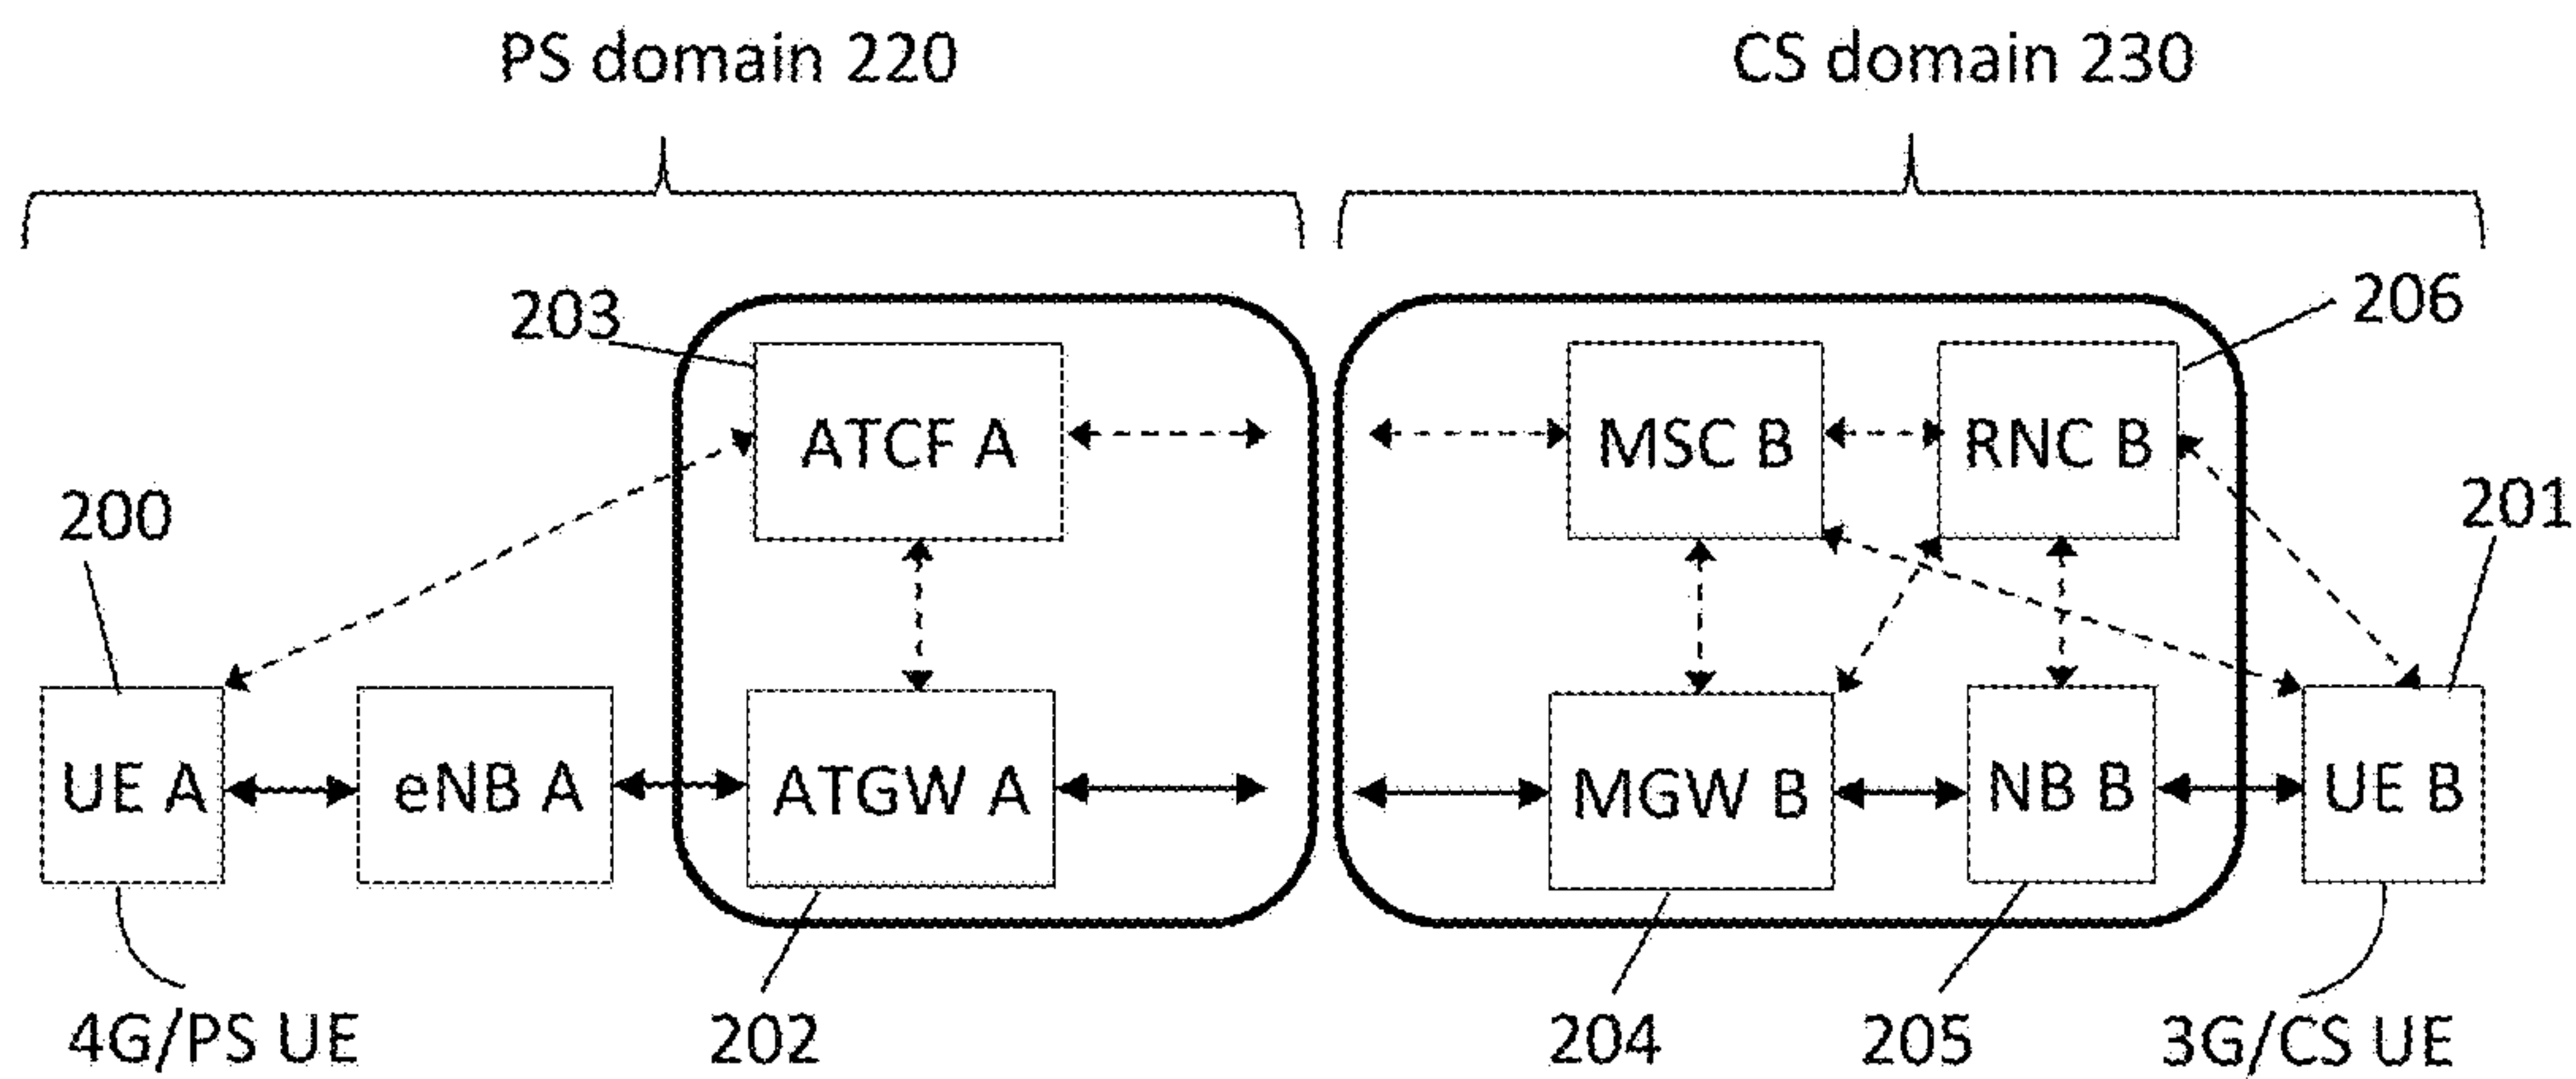 PS domain 220
CS domain 230
203
206
ATCF A
MSC B
RNC B
200
201
UE A
eNB A
ATGW A
MGW B
NB B
UE B
4G/PS UE
202
204
205
3G/CS UE